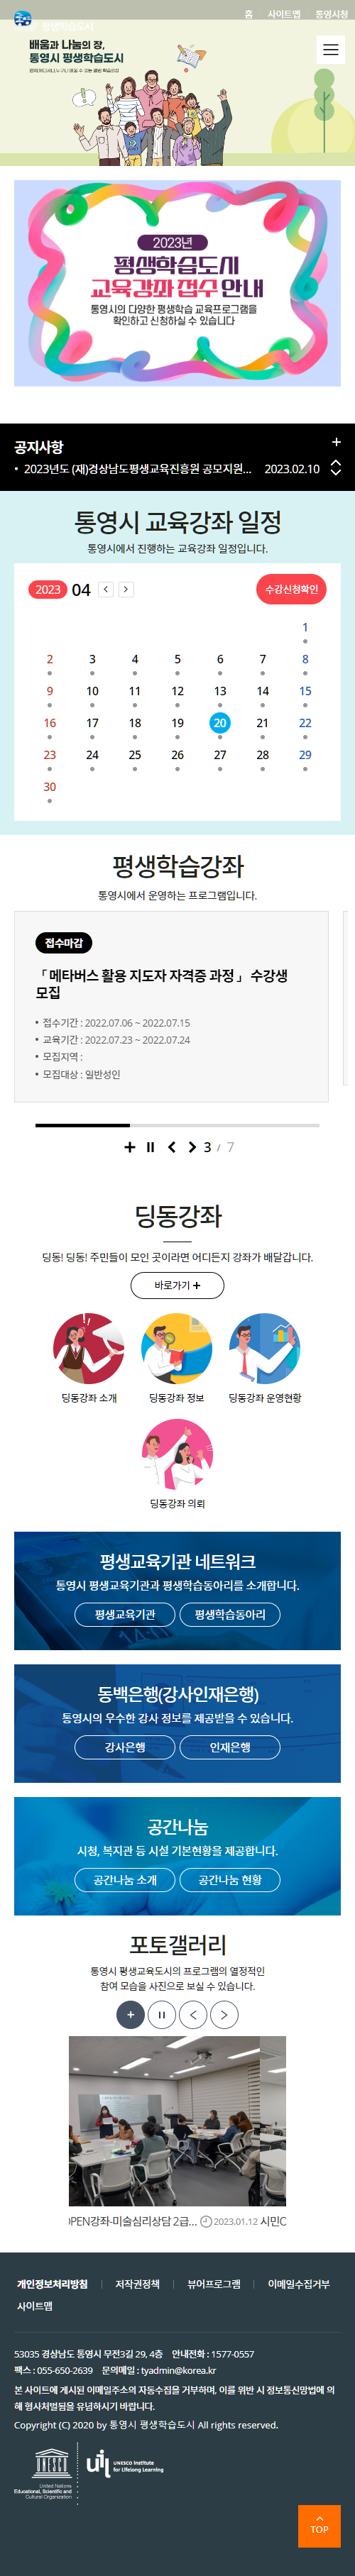 홈 사이트맵 통영시청
평생학습도시
배움과 나눔의 장,
통영시 평생학습도시
2023년
평생학습도시
교육강좌 접수 안내
통영시의 다양한 평생학습 교육프로그램을
확인하고 신청하실 수 있습니다
공지사항
2023년도 (재)경상남도평생교육진흥원 공모지원... 2023.02.10
통영시 교육강좌 일정
통영시에서 진행하는 교육강좌 일정입니다.
2023 04 수강신청확인
1
2 3 4 5 6 7 8
9 10 11 12 13 14 15
16 17 18 19 20 21 22
23 24 25 26 27 28 29
30
평생학습강좌
통영시에서 운영하는 프로그램입니다.
접수마감
「메타버스 활용 지도자 자격증 과정」 수강생
모집
접수기간 : 2022.07.06 ~ 2022.07.15
교육기간 : 2022.07.23 ~ 2022.07.24
모집지역 :
모집대상 : 일반성인
3 / 7
딩동강좌
딩동! 딩동! 주민들이 모인 곳이라면 어디든지 강좌가 배달갑니다.
바로가기 +
딩동강좌 소개 딩동강좌 정보 딩동강좌 운영현황
딩동강좌 의뢰
평생교육기관 네트워크
통영시 평생교육기관과 평생학습동아리를 소개합니다.
평생교육기관 평생학습동아리
동백은행(강사인재은행)
통영시의 우수한 강사 정보를 제공받을 수 있습니다.
강사은행 인재은행
공간나눔
시청, 복지관 등 시설 기본현황을 제공합니다.
공간나눔 소개 공간나눔 현황
포토갤러리
통영시 평생교육도시의 프로그램의 열정적인
참여 모습을 사진으로 보실 수 있습니다.
OPEN강좌-미술심리상담 2급... 2023.01.12 시민O
개인정보처리방침 저작권정책 뷰어프로그램 이메일수집거부
사이트맵
53035 경상남도 통영시 무전3길 29, 4층 안내전화 : 1577-0557
팩스 : 055-650-2639 문의메일 : tyadmin@korea.kr
본 사이트에 게시된 이메일주소의 자동수집을 거부하며, 이를 위반 시 정보통신망법에 의
해 형사처벌됨을 유념하시기 바랍니다.
Copyright (C) 2020 by 통영시 평생학습도시 All rights reserved.
UNESCO
United Nations
Educational, Scientific and
Cultural Organization
uil
UNESCO Institute
for Lifelong Learning
TOP